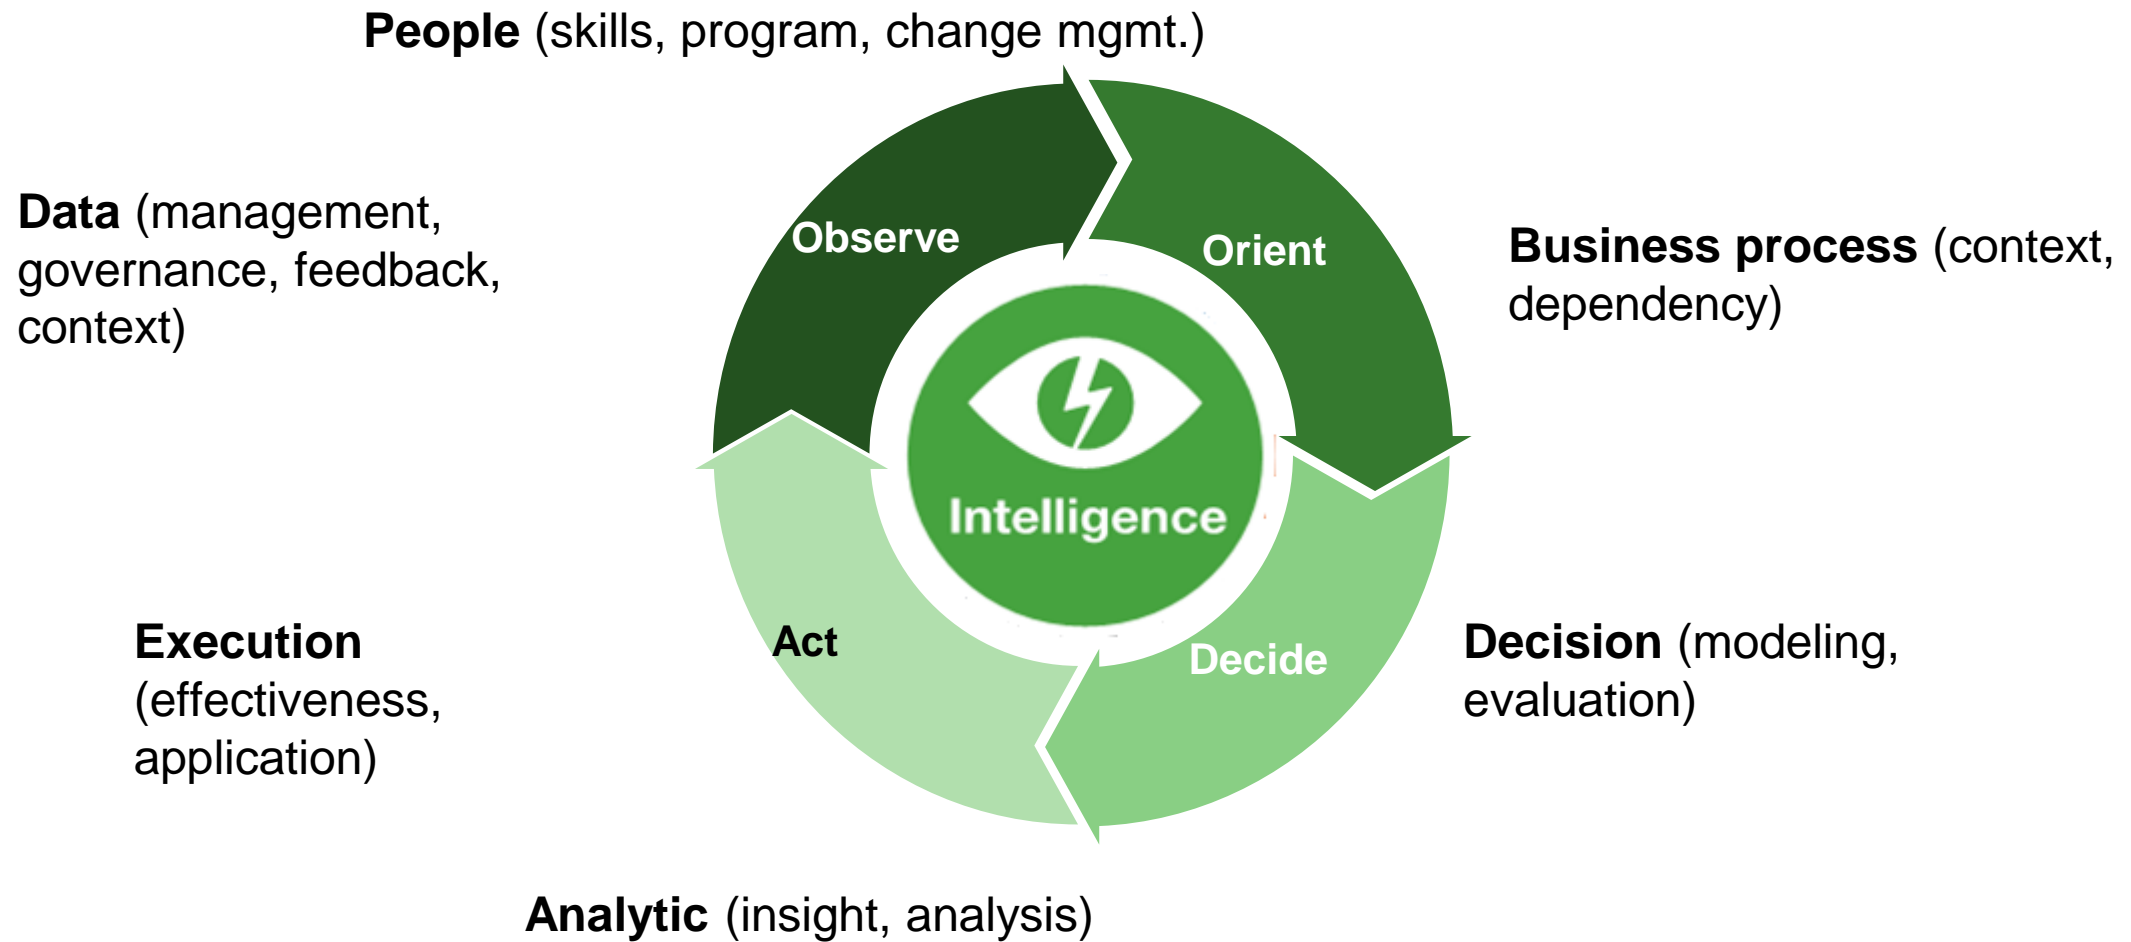 People (skills, program, change mgmt.)
Data (management,
governance, feedback,
context)
Observe
Orient
Business process (context,
dependency)
Intelligence
Execution
(effectiveness,
application)
Act
Decide
Decision (modeling,
evaluation)
Analytic (insight, analysis)